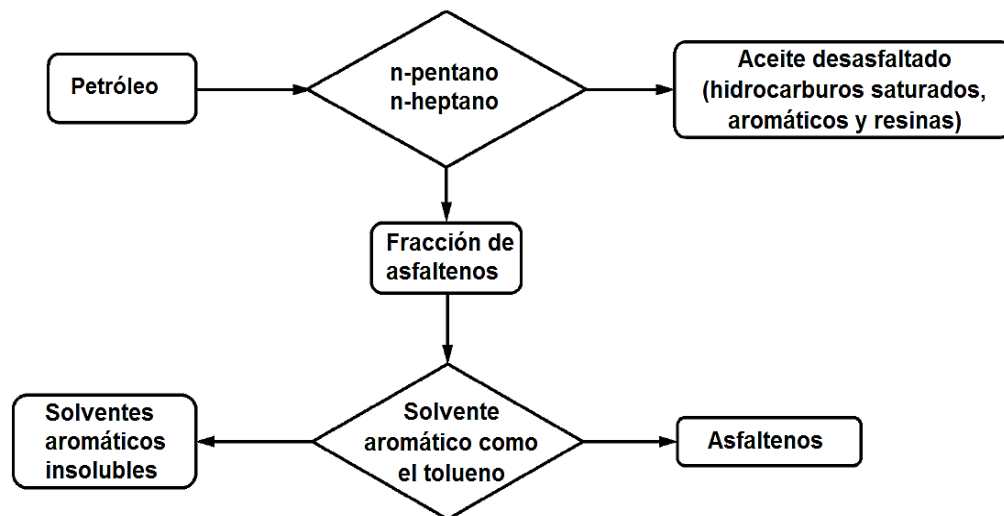 Petróleo
n-pentano
n-heptano
Aceite desasfaltado
(hidrocarburos saturados,
aromáticos y resinas)
Fracción de
asfaltenos
Solventes
aromáticos
insolubles
Solvente
aromático como
el tolueno
Asfaltenos